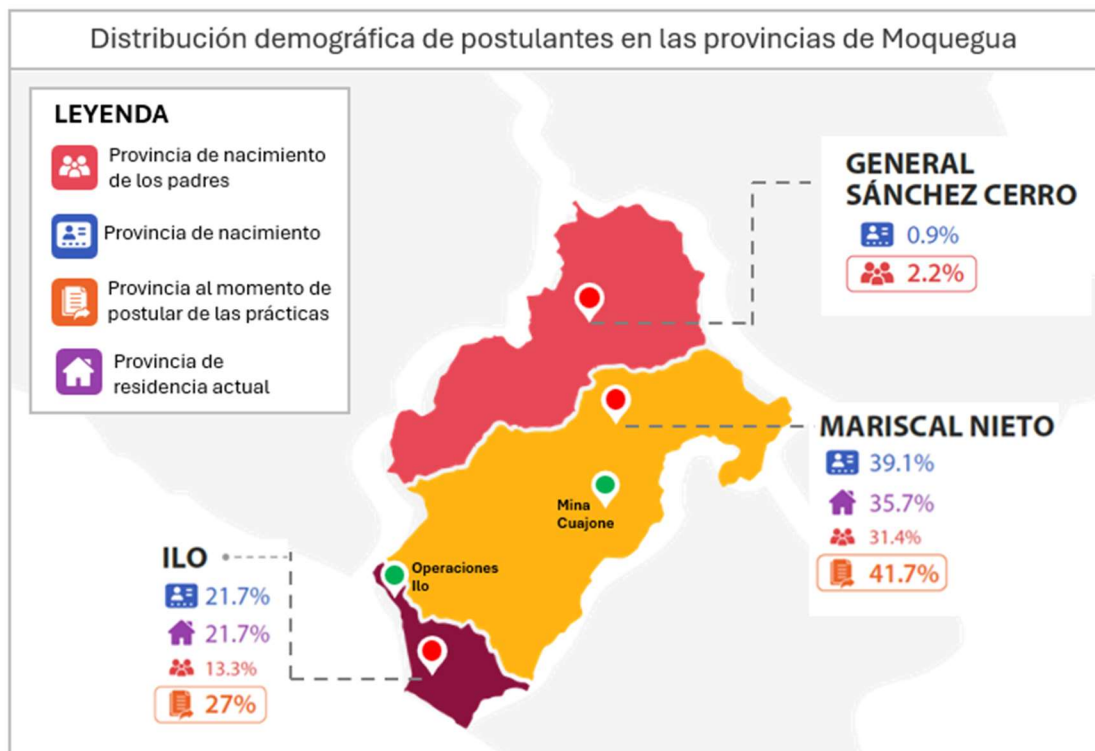 Distribución demográfica de postulantes en las provincias de Moquegua
LEYENDA
Provincia de nacimiento
de los padres
Provincia de nacimiento
Provincia al momento de
postular de las prácticas
Provincia de
residencia actual
GENERAL
SÁNCHEZ CERRO
0.9%
2.2%
MARISCAL NIETO
39.1%
35.7%
31.4%
41.7%
Mina
Cuajone
Operaciones
Ilo
ILO
21.7%
21.7%
13.3%
27%